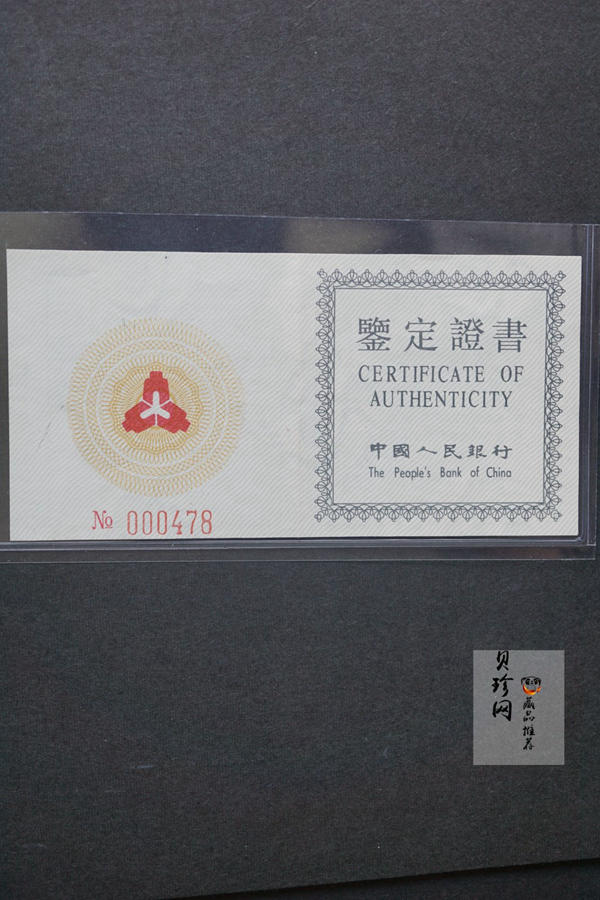 鑒定證書
CERTIFICATE OF
AUTHENTICITY
中國人民銀行
The People's Bank of China
№ 000478
贝珍网
藏品推荐